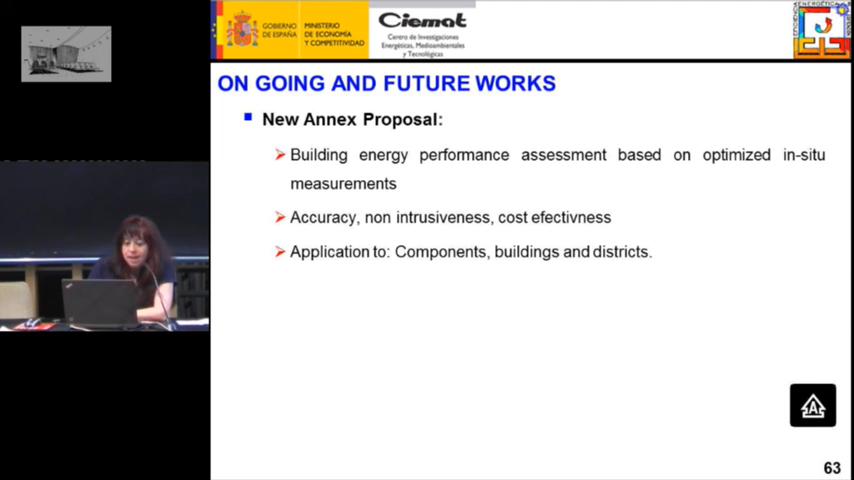 GOBIERNO
DE ESPAÑA
MINISTERIO
DE ECONOMÍA
Y COMPETITIVIDAD
Ciemat
Centro de Investigaciones
Energéticas, Medioambientales
y Tecnológicas
ON GOING AND FUTURE WORKS
New Annex Proposal:
Building energy performance assessment based on optimized in-situ
measurements
Accuracy, non intrusiveness, cost efectivness
Application to: Components, buildings and districts.
A
63